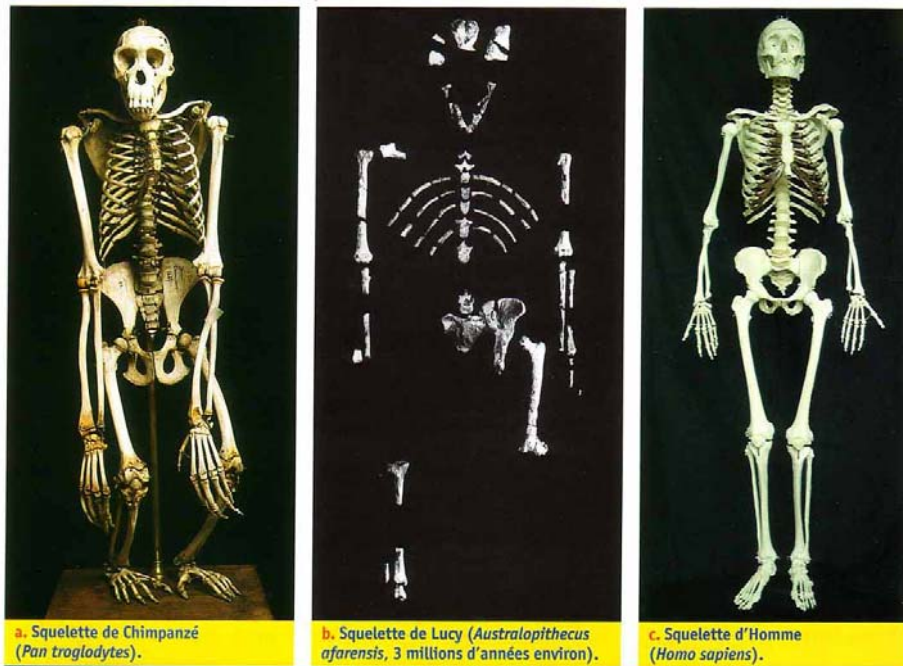 a. Squelette de Chimpanzé
(Pan troglodytes).
b. Squelette de Lucy (Australopithecus
afarensis, 3 millions d'années environ).
c. Squelette d'Homme
(Homo sapiens).